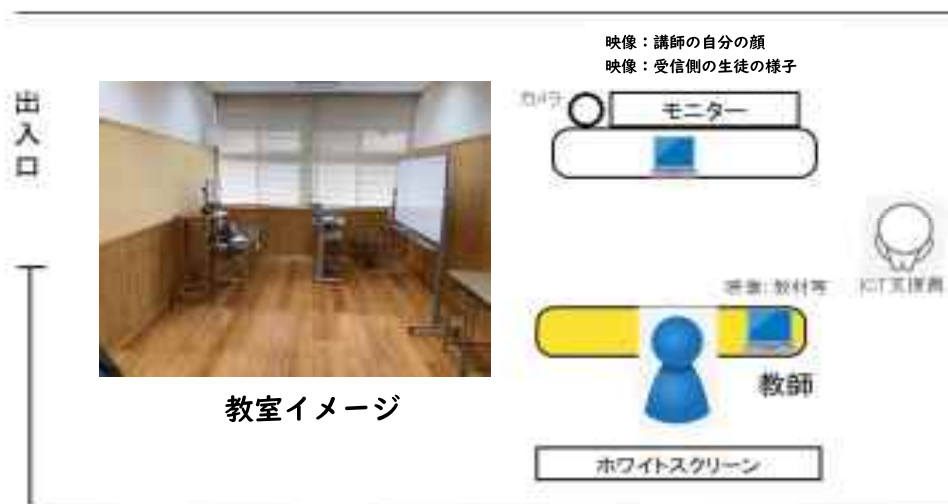 映像：講師の自分の顔
映像：受信側の生徒の様子
出入口
カメラ
モニター
映像：教材等
ICT支援員
教師
教室イメージ
ホワイトスクリーン